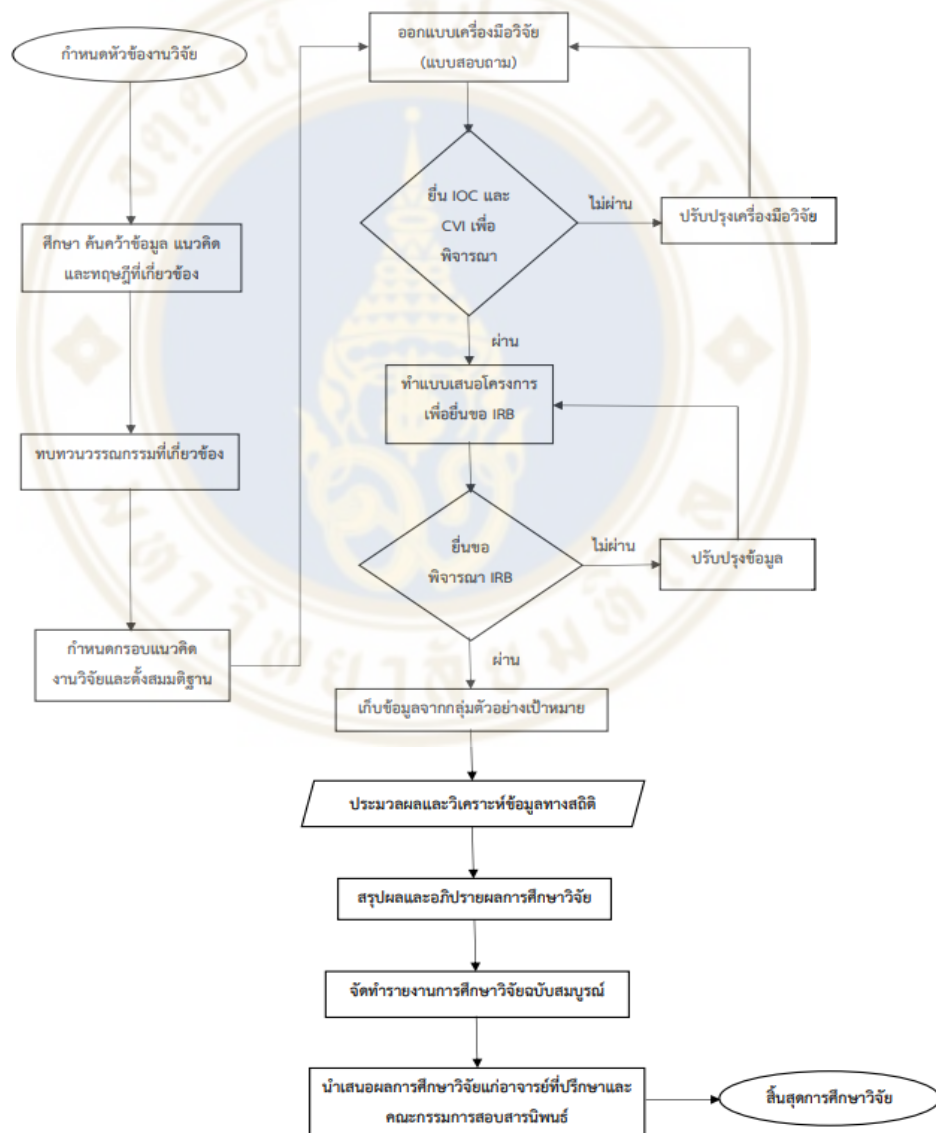 กำหนดหัวข้องานวิจัย
ศึกษา ค้นคว้าข้อมูล แนวคิด
และทฤษฎีที่เกี่ยวข้อง
ทบทวนวรรณกรรมที่เกี่ยวข้อง
กำหนดกรอบแนวคิด
งานวิจัยและตั้งสมมติฐาน
ออกแบบเครื่องมือวิจัย
(แบบสอบถาม)
ยื่น IOC และ
CVI เพื่อ
พิจารณา
ไม่ผ่าน
ปรับปรุงเครื่องมือวิจัย
ผ่าน
ทำแบบเสนอโครงการ
เพื่อยื่นขอ IRB
ยื่นขอ
พิจารณา IRB
ไม่ผ่าน
ปรับปรุงข้อมูล
ผ่าน
เก็บข้อมูลจากกลุ่มตัวอย่างเป้าหมาย
ประมวลผลและวิเคราะห์ข้อมูลทางสถิติ
สรุปผลและอภิปรายผลการศึกษาวิจัย
จัดทำรายงานการศึกษาวิจัยฉบับสมบูรณ์
นำเสนอผลการศึกษาวิจัยแก่อาจารย์ที่ปรึกษาและ
คณะกรรมการสอบสารนิพนธ์
สิ้นสุดการศึกษาวิจัย
มหาวิทยาลัยมหิดล